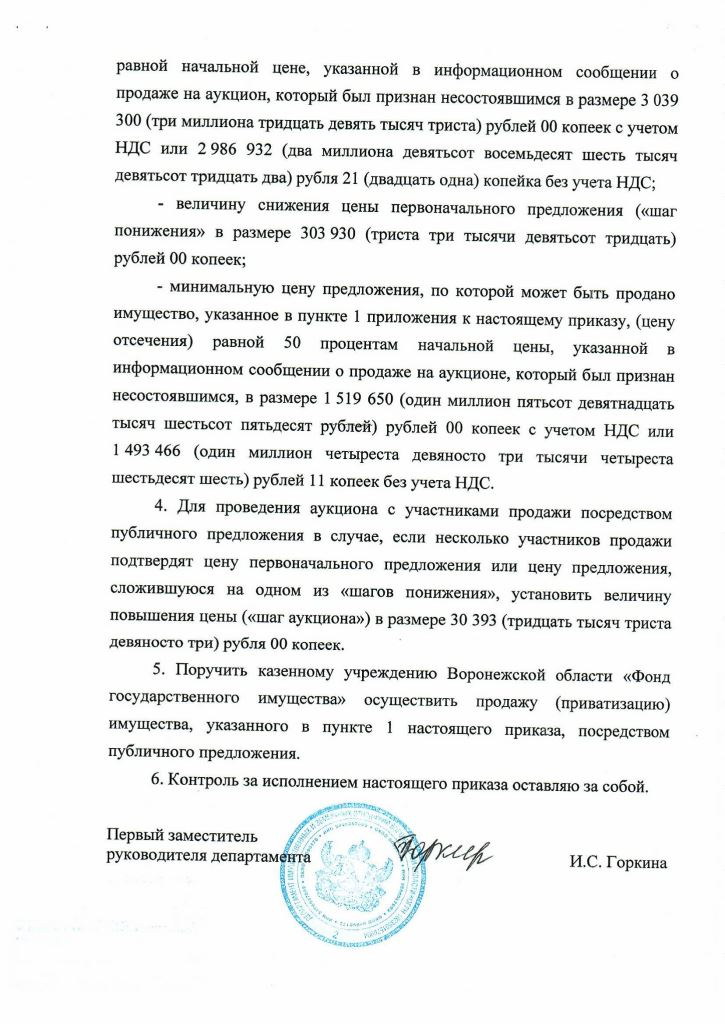 равной начальной цене, указанной в информационном сообщении о
продаже на аукцион, который был признан несостоявшимся в размере 3 039
300 (три миллиона тридцать девять тысяч триста) рублей 00 копеек с учетом
НДС или 2 986 932 (два миллиона девятьсот восемьдесят шесть тысяч
девятьсот тридцать два) рубля 21 (двадцать одна) копейка без учета НДС;
- величину снижения цены первоначального предложения («шаг
понижения» в размере 303 930 (триста три тысячи девятьсот тридцать)
рублей 00 копеек;
- минимальную цену предложения, по которой может быть продано
имущество, указанное в пункте 1 приложения к настоящему приказу, (цену
отсечения) равной 50 процентам начальной цены, указанной в
информационном сообщении о продаже на аукционе, который был признан
несостоявшимся, в размере 1 519 650 (один миллион пятьсот девятнадцать
тысяч шестьсот пятьдесят рублей) рублей 00 копеек с учетом НДС или
1 493 466 (один миллион четыреста девяносто три тысячи четыреста
шестьдесят шесть) рублей 11 копеек без учета НДС.
4. Для проведения аукциона с участниками продажи посредством
публичного предложения в случае, если несколько участников продажи
подтвердят цену первоначального предложения или цену предложения,
сложившуюся на одном из «шагов понижения», установить величину
повышения цены («шаг аукциона») в размере 30 393 (тридцать тысяч триста
девяносто три) рубля 00 копеек.
5. Поручить казенному учреждению Воронежской области «Фонд
государственного имущества» осуществить продажу (приватизацию)
имущества, указанного в пункте 1 настоящего приказа, посредством
публичного предложения.
6. Контроль за исполнением настоящего приказа оставляю за собой.
Первый заместитель
руководителя департамента
И.С. Горкина
2